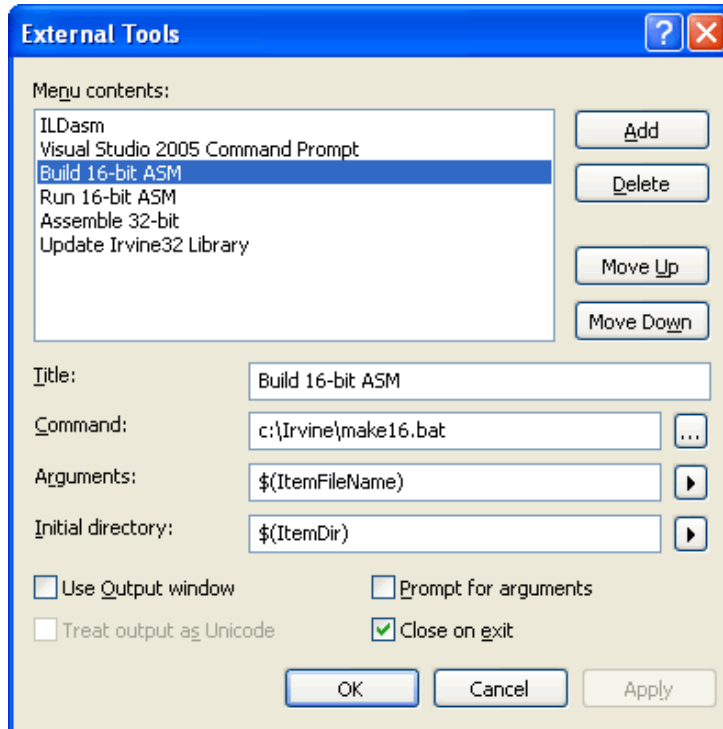 External Tools
Menu contents:
ILDasm
Visual Studio 2005 Command Prompt
Build 16-bit ASM
Run 16-bit ASM
Assemble 32-bit
Update Irvine32 Library
Add
Delete
Move Up
Move Down
Title: Build 16-bit ASM
Command: c:\Irvine\make16.bat ...
Arguments: $(ItemFileName)
Initial directory: $(ItemDir)
Use Output window Prompt for arguments
Treat output as Unicode Close on exit
OK Cancel Apply